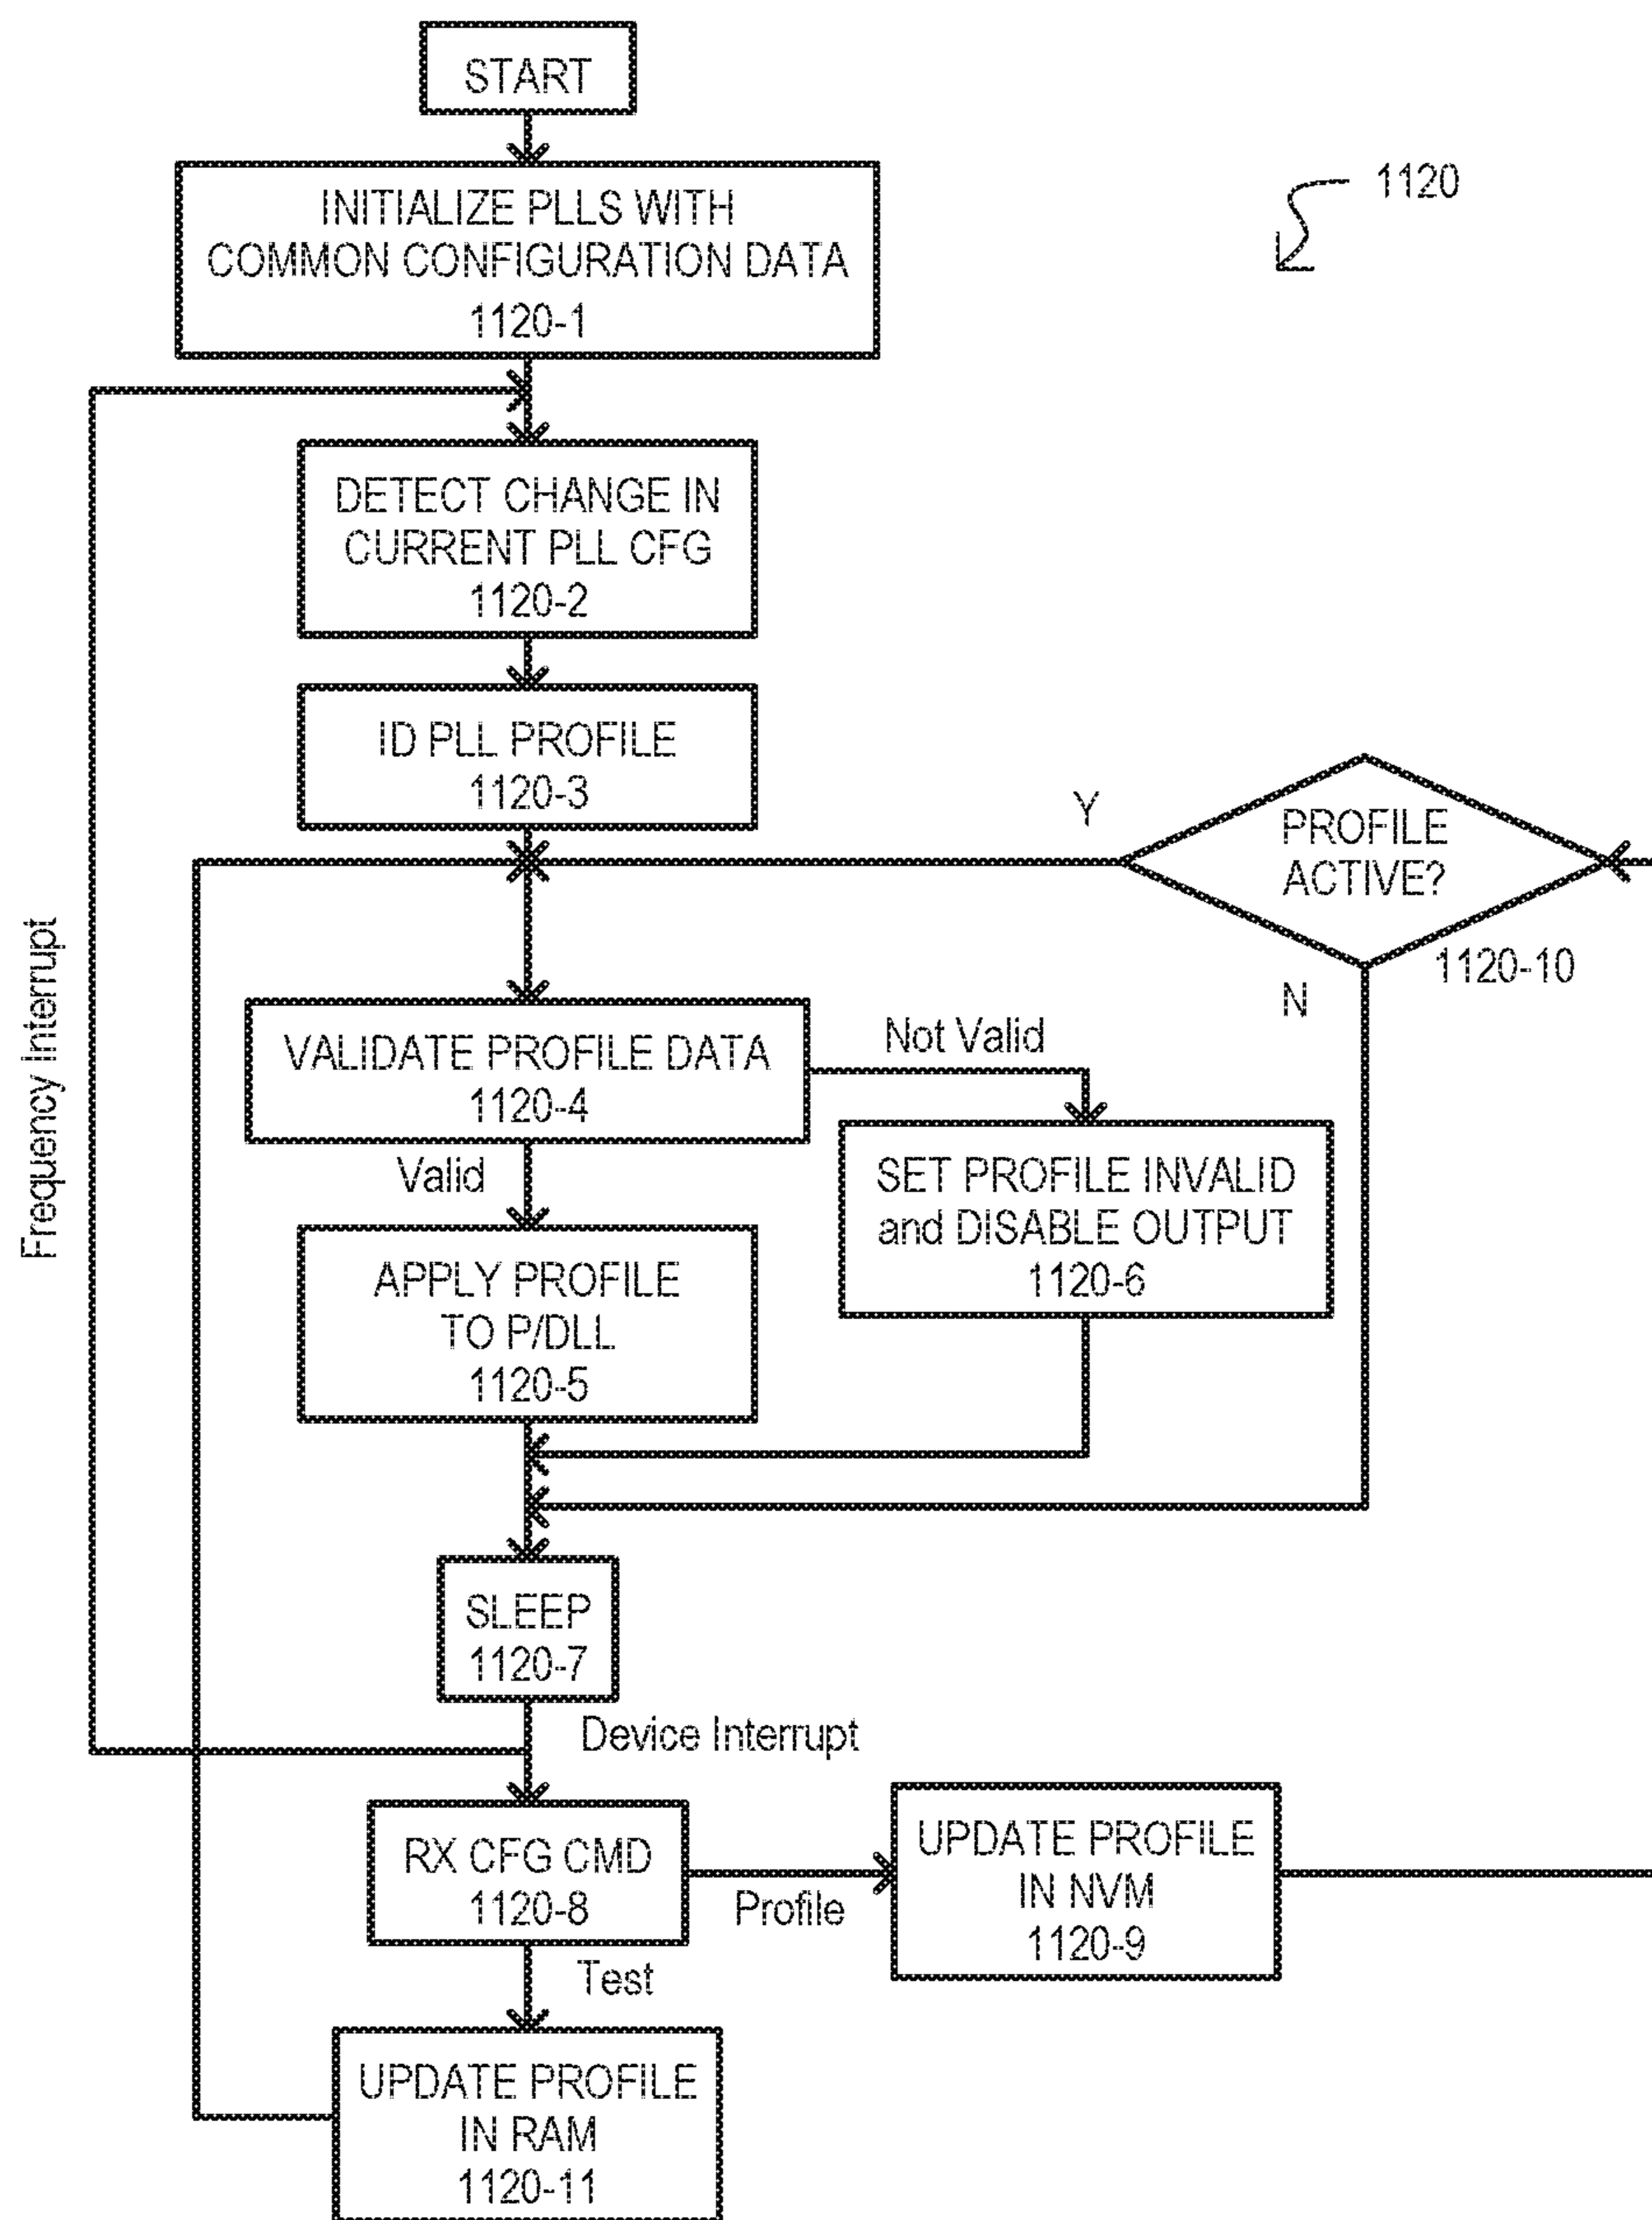 START
1120
INITIALIZE PLLS WITH
COMMON CONFIGURATION DATA
1120-1
DETECT CHANGE IN
CURRENT PLL CFG
1120-2
ID PLL PROFILE
1120-3
Y
PROFILE
ACTIVE?
1120-10
N
Frequency Interrupt
VALIDATE PROFILE DATA
1120-4
Not Valid
Valid
SET PROFILE INVALID
and DISABLE OUTPUT
1120-6
APPLY PROFILE
TO P/DLL
1120-5
SLEEP
1120-7
Device Interrupt
RX CFG CMD
1120-8
Profile
UPDATE PROFILE
IN NVM
1120-9
Test
UPDATE PROFILE
IN RAM
1120-11